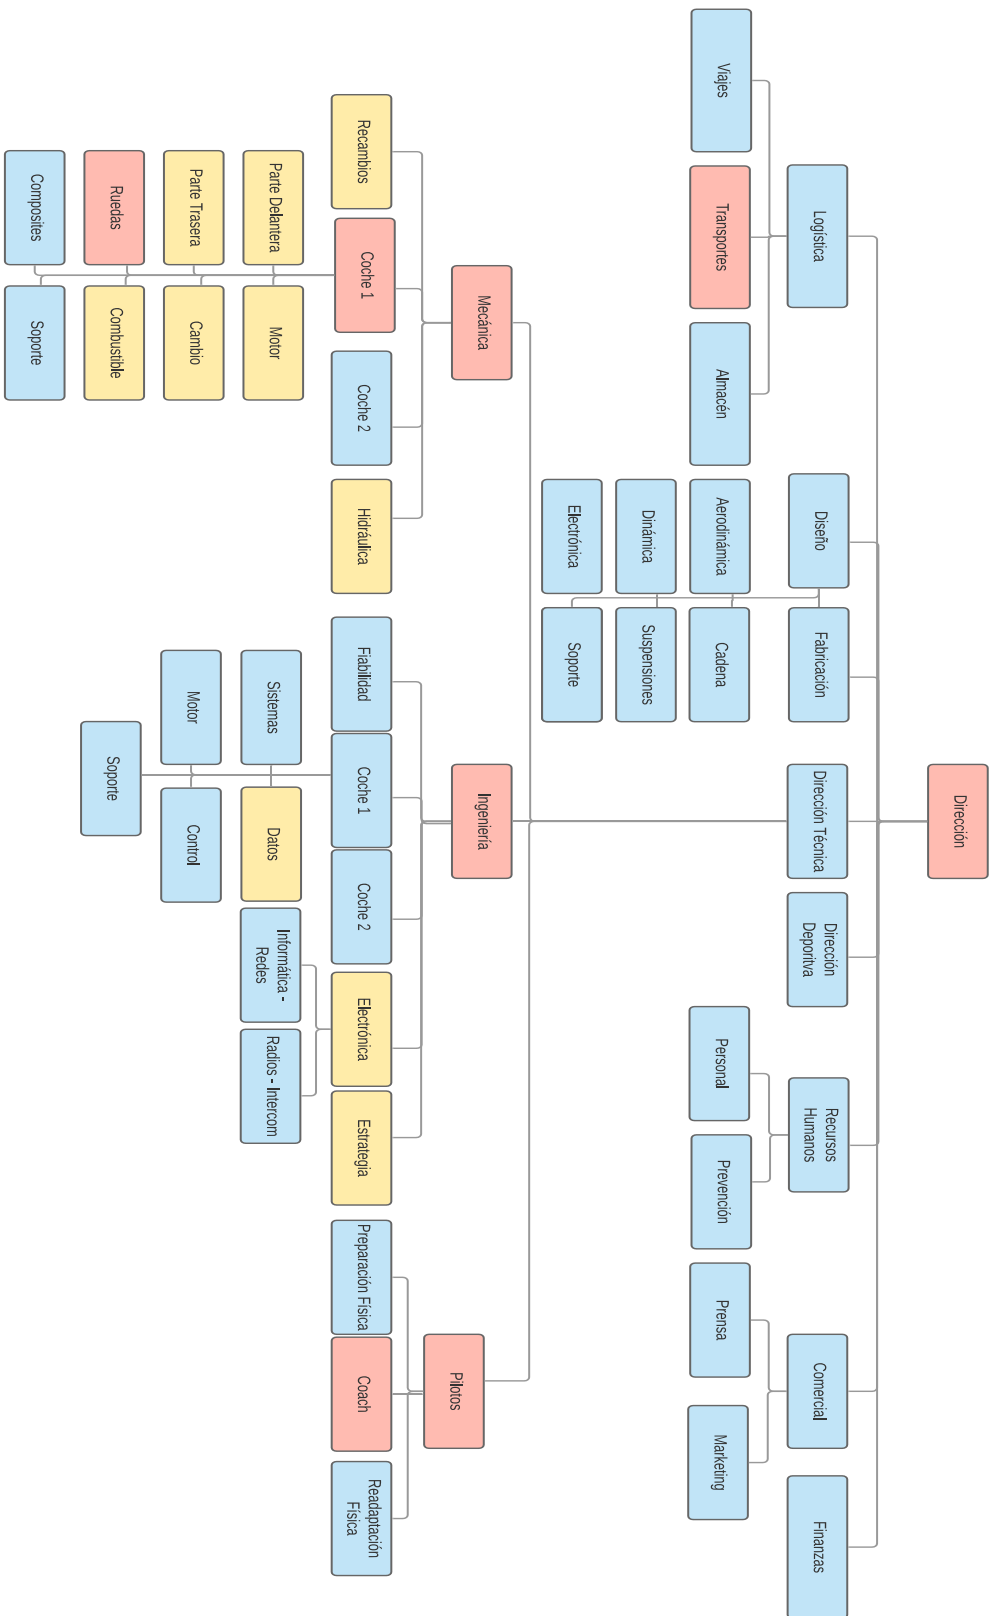 Dirección
Logística
Diseño
Fabricación
Dirección Técnica
Dirección
Deporitva
Recursos
Humanos
Comercial
Finanzas
Viajes
Transportes
Almacén
Aerodinámica
Cadena
Personal
Prevención
Prensa
Marketing
Dinámica
Suspensiones
Electrónica
Soporte
Mecánica
Ingeniería
Pilotos
Recambios
Coche 1
Coche 2
Hidráulica
Fiabilidad
Coche 1
Coche 2
Electrónica
Estrategia
Preparación Física
Coach
Readaptación
Física
Parte Delantera
Motor
Sistemas
Datos
Informática -
Redes
Radios - Intercom
Parte Trasera
Cambio
Motor
Control
Ruedas
Combustible
Soporte
Composites
Soporte